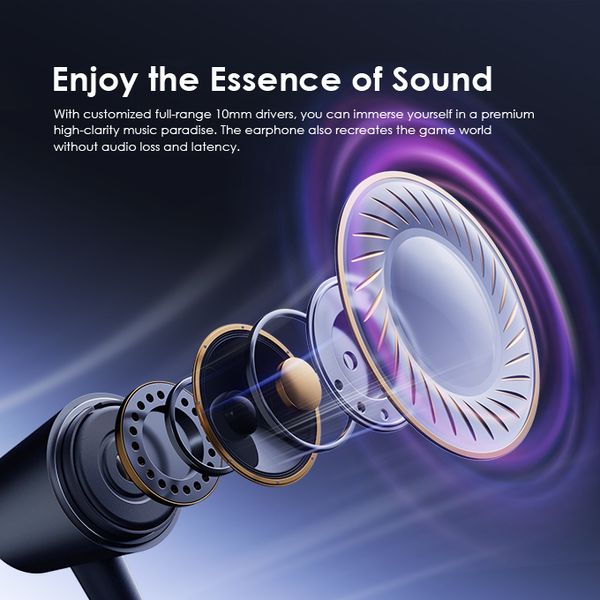 Enjoy the Essence of Sound
With customized full-range 10mm drivers, you can immerse yourself in a premium
high-clarity music paradise. The earphone also recreates the game world
without audio loss and latency.